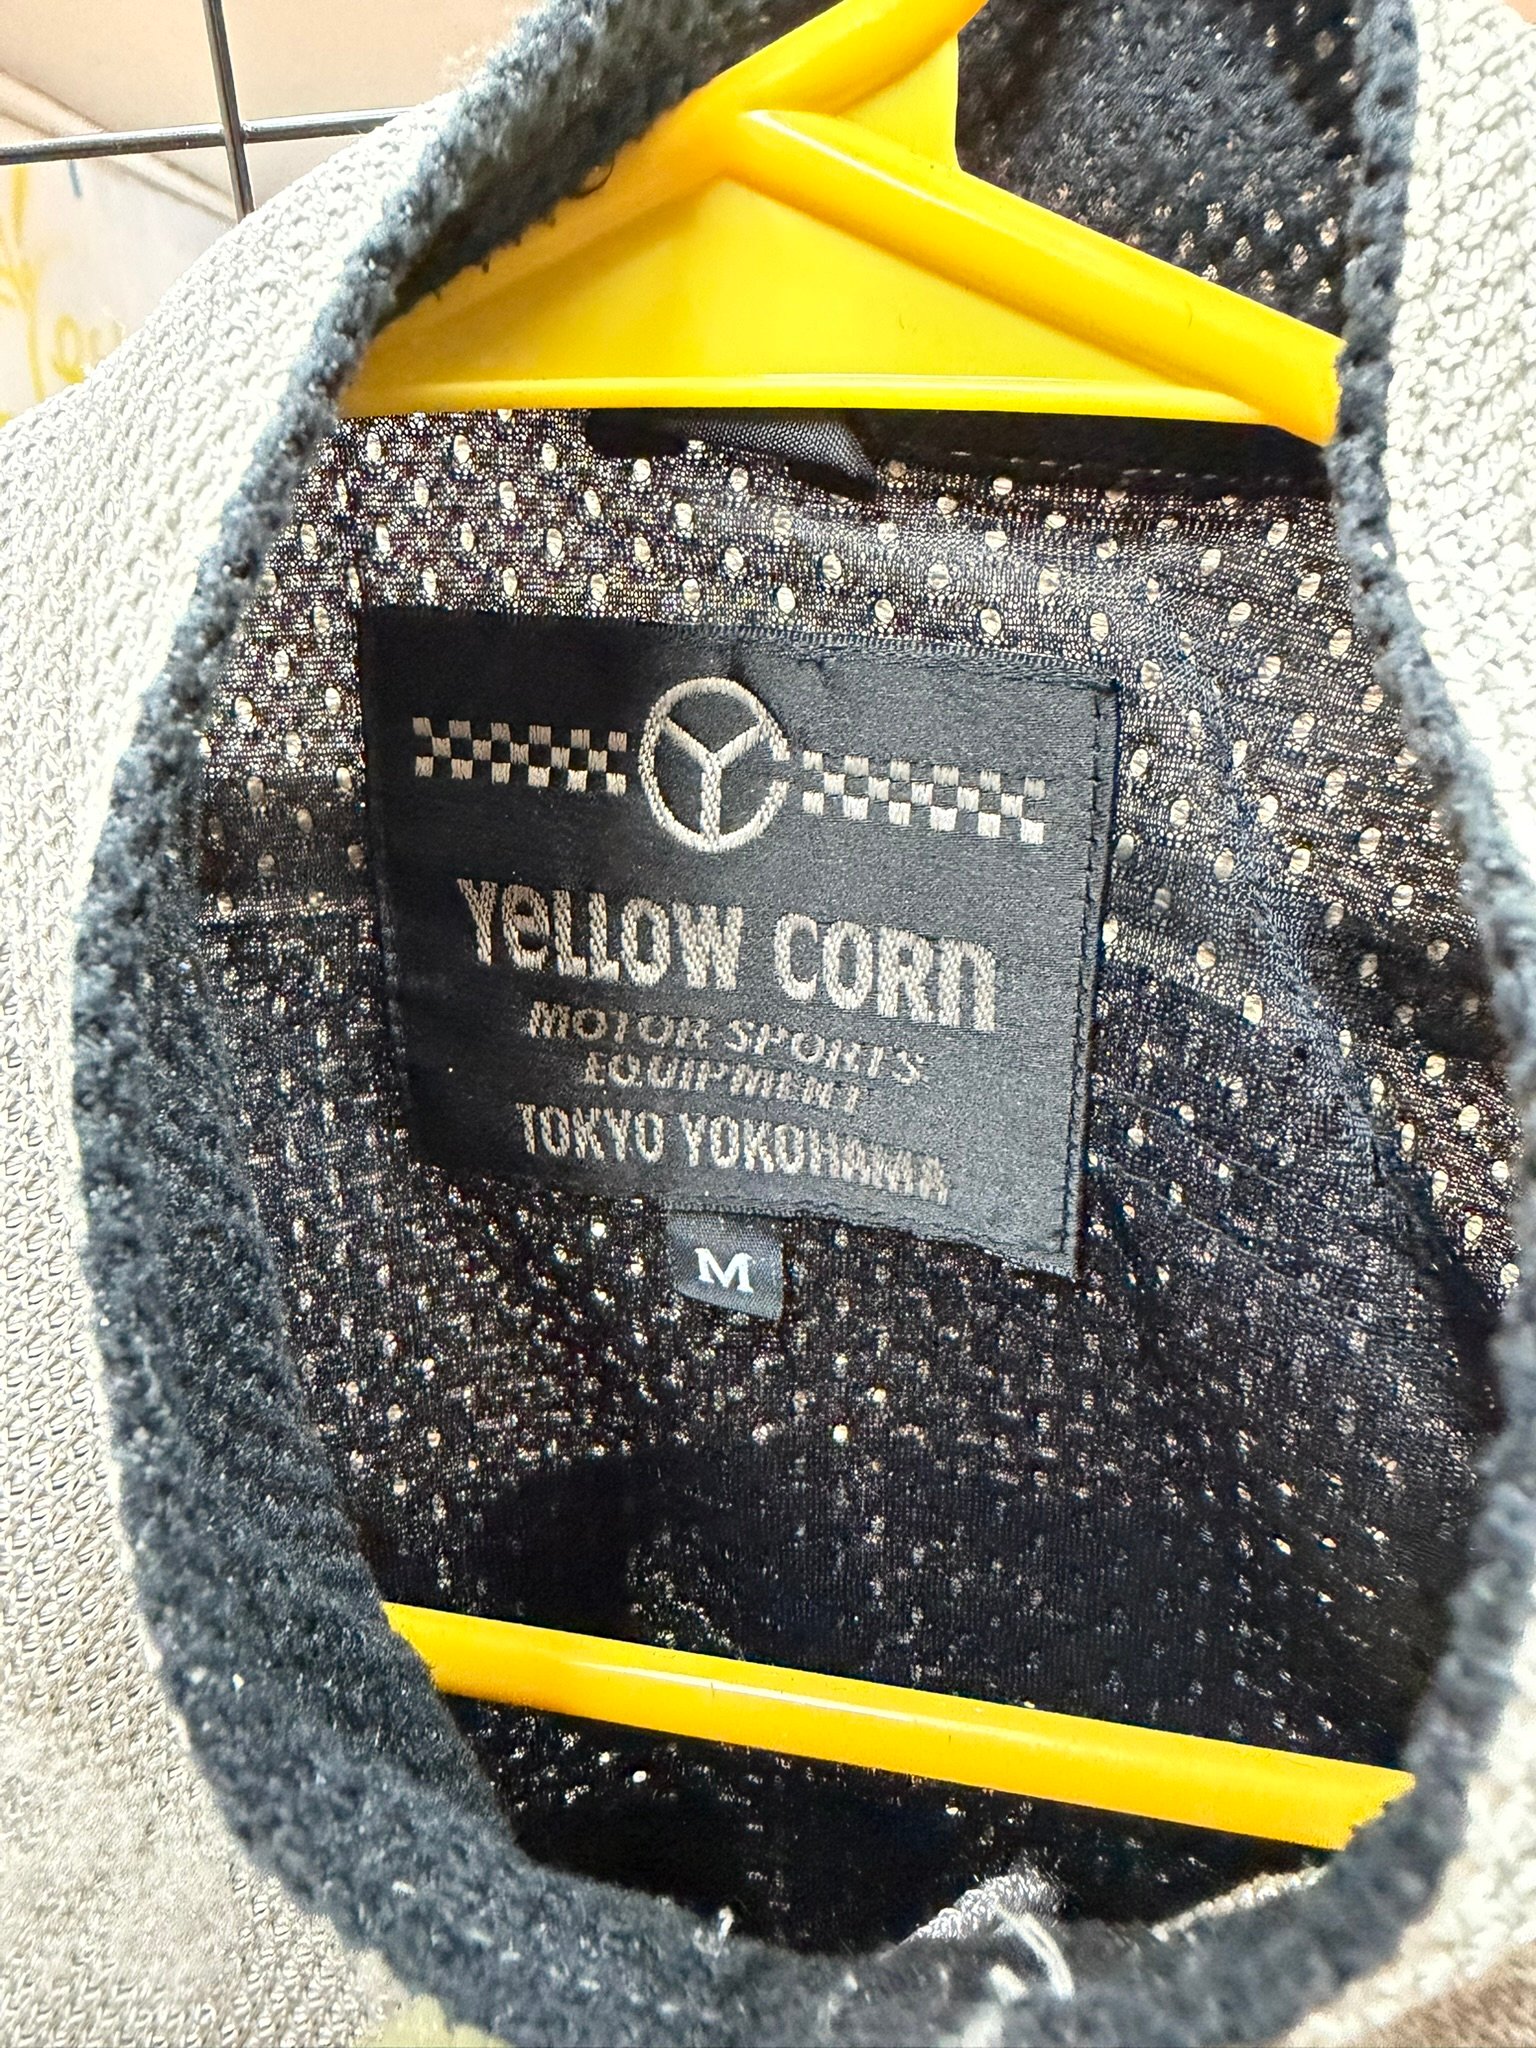 YELLOW CORN
MOTOR SPORTS
EQUIPMENT
TOKYO YOKOHAMA
M